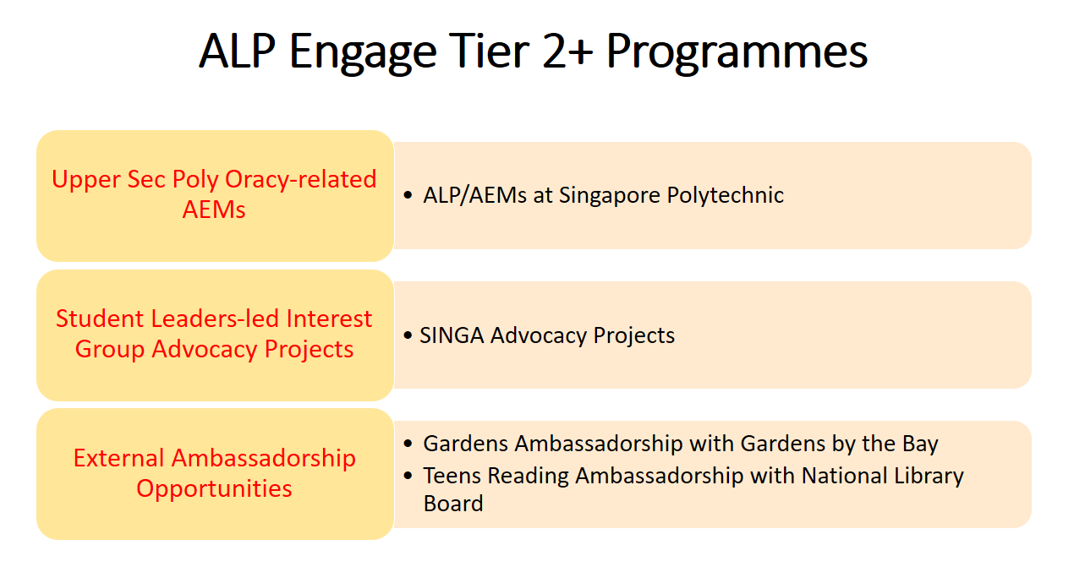 ALP Engage Tier 2+ Programmes
Upper Sec Poly Oracy-related
AEMs
• ALP/AEMs at Singapore Polytechnic
Student Leaders-led Interest
Group Advocacy Projects
• SINGA Advocacy Projects
External Ambassadorship
Opportunities
• Gardens Ambassadorship with Gardens by the Bay
• Teens Reading Ambassadorship with National Library
Board